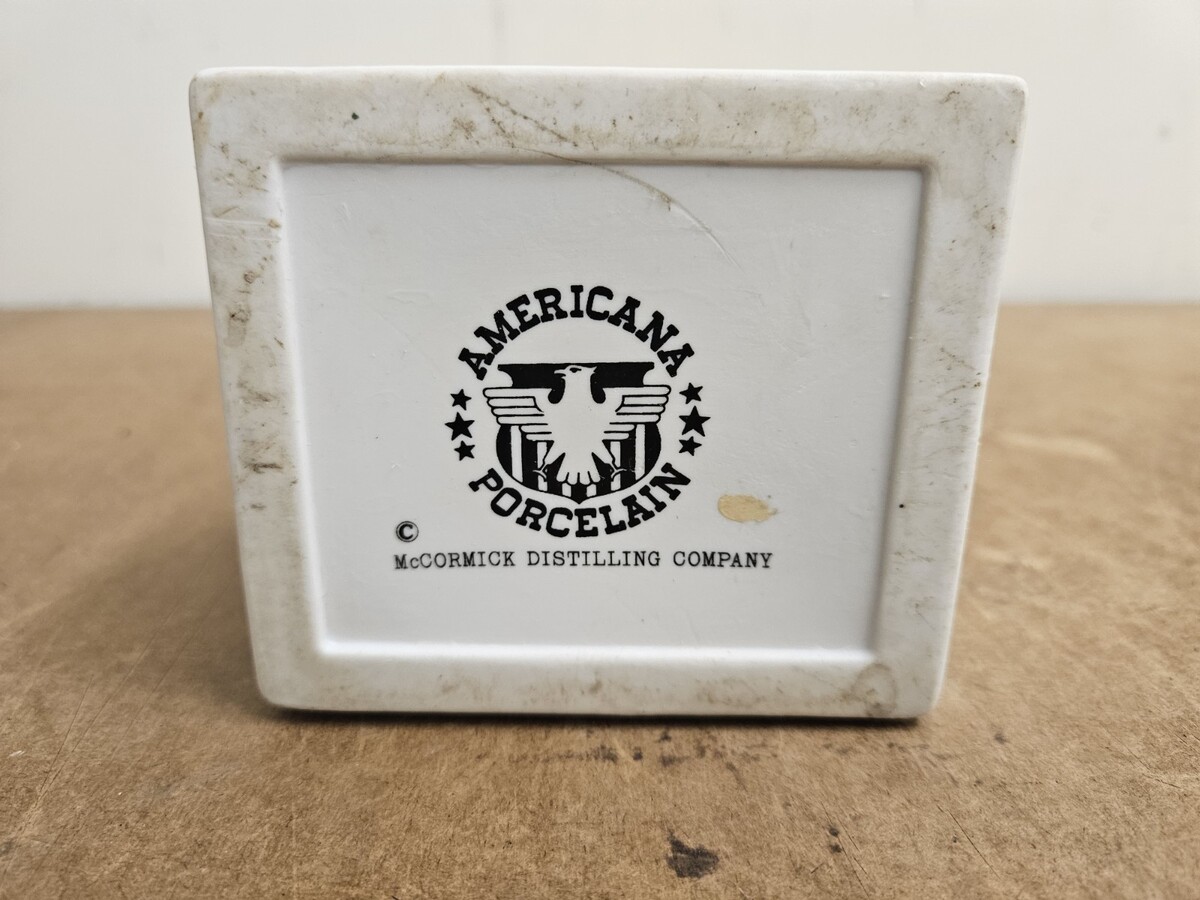 AMERICANA
PORCELAIN
©
McCORMICK DISTILLING COMPANY